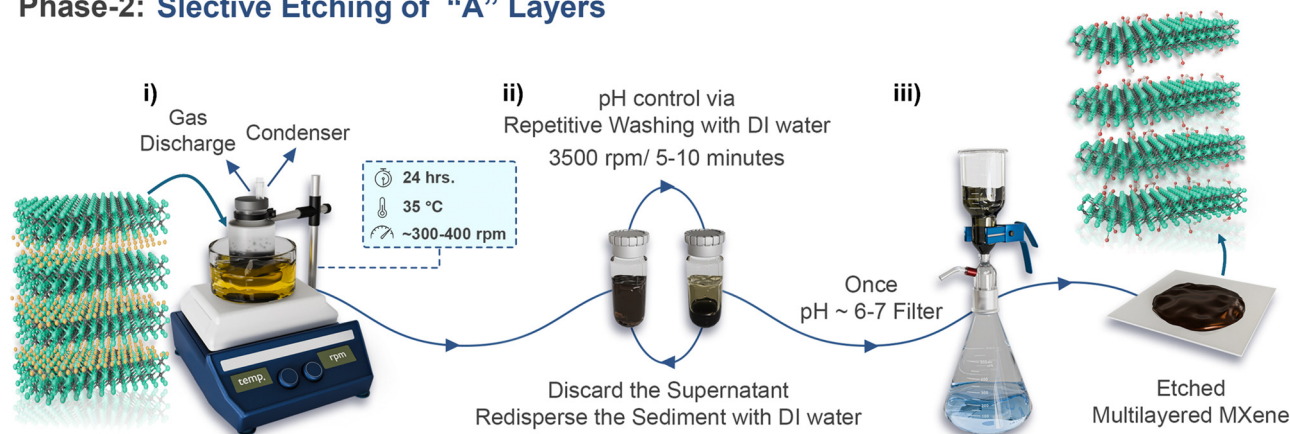 Phase-2: Slective Etching of "A" Layers
i)
Gas
Discharge
Condenser
24 hrs.
35 °C
~300-400 rpm
temp.
rpm
ii)
pH control via
Repetitive Washing with DI water
3500 rpm/ 5-10 minutes
Discard the Supernatant
Redisperse the Sediment with DI water
Once
pH ~ 6-7 Filter
iii)
Etched
Multilayered MXene